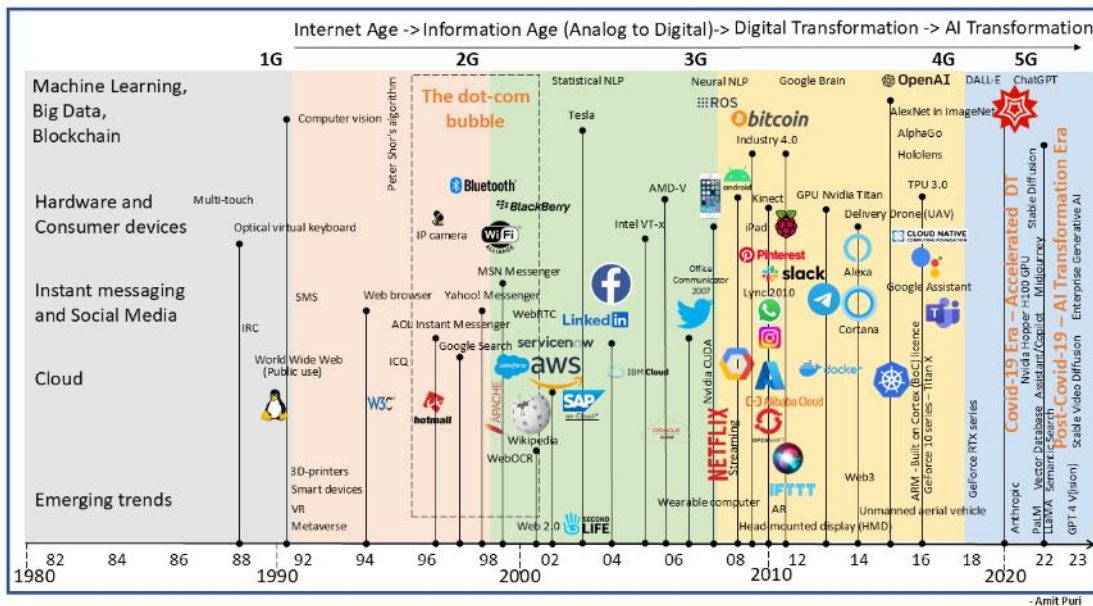 Internet Age -> Information Age (Analog to Digital)-> Digital Transformation -> AI Transformation
1G
2G
3G
4G
5G
Machine Learning,
Big Data,
Blockchain
Computer vision
Peter Shor's algorithm
The dot-com
bubble
Statistical NLP
Tesla
Neural NLP
ROS
Google Brain
bitcoin
Industry 4.0
OpenAI
DALL-E
ChatGPT
AlexNet in ImageNet
AlphaGo
Hololens
Hardware and
Consumer devices
Multi-touch
Optical virtual keyboard
Bluetooth
BlackBerry
IP camera
WiFi
ALLIANCE
AMD-V
Intel VT-x
android
Kinect
iPad
GPU Nvidia Titan
TPU 3.0
Delivery Drone (UAV)
CLOUD NATIVE
COMPUTING FOUNDATION
Alexa
Google Assistant
Cortana
Instant messaging
and Social Media
SMS
IRC
Web browser
MSN Messenger
Yahoo! Messenger
WebRTC
AOL Instant Messenger
Google Search
ICQ
LinkedIn
Office
Communicator
2007
Pinterest
slack
Lync2010
World Wide Web
(Public use)
Cloud
W3C
hotmail
APACHE
salesforce
servicenow
aws
SAP
on Cloud*
IBM Cloud
ORACLE
Wikipedia
WebOCR
Nvidia CUDA
NETFLIX
Streaming
Alibaba Cloud
OPENSHIFT
docker
IFTTT
ARM - Built on Cortex (BoC) licence
GeForce 10 series – Titan X
GeForce RTX series
Covid-19 Era – Accelerated DT
Nvidia Hopper H100 GPU
Assistant/Copilot
Midjourney
Stable Diffusion
Post-Covid-19 – AI Transformation Era
Enterprise Generative AI
Stable Video Diffusion
Emerging trends
3D-printers
Smart devices
VR
Metaverse
Web 2.0
SECOND
LIFE
Wearable computer
AR
Head-mounted display (HMD)
Web3
Unmanned aerial vehicle
Anthropic
PaLM
LLaMA
Vector Database
Semantic Search
GPT 4 V[ision)
1980
82
84
86
88
1990
92
94
96
98
2000
02
04
06
08
2010
12
14
16
18
2020
22
23
- Amit Puri